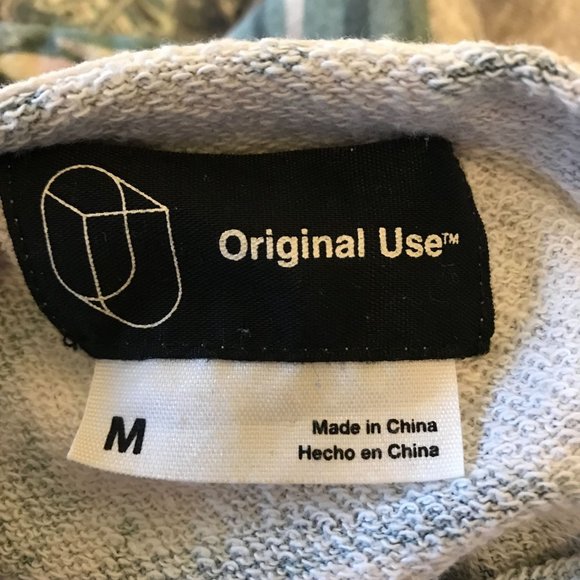 Original Use™
M
Made in China
Hecho en China